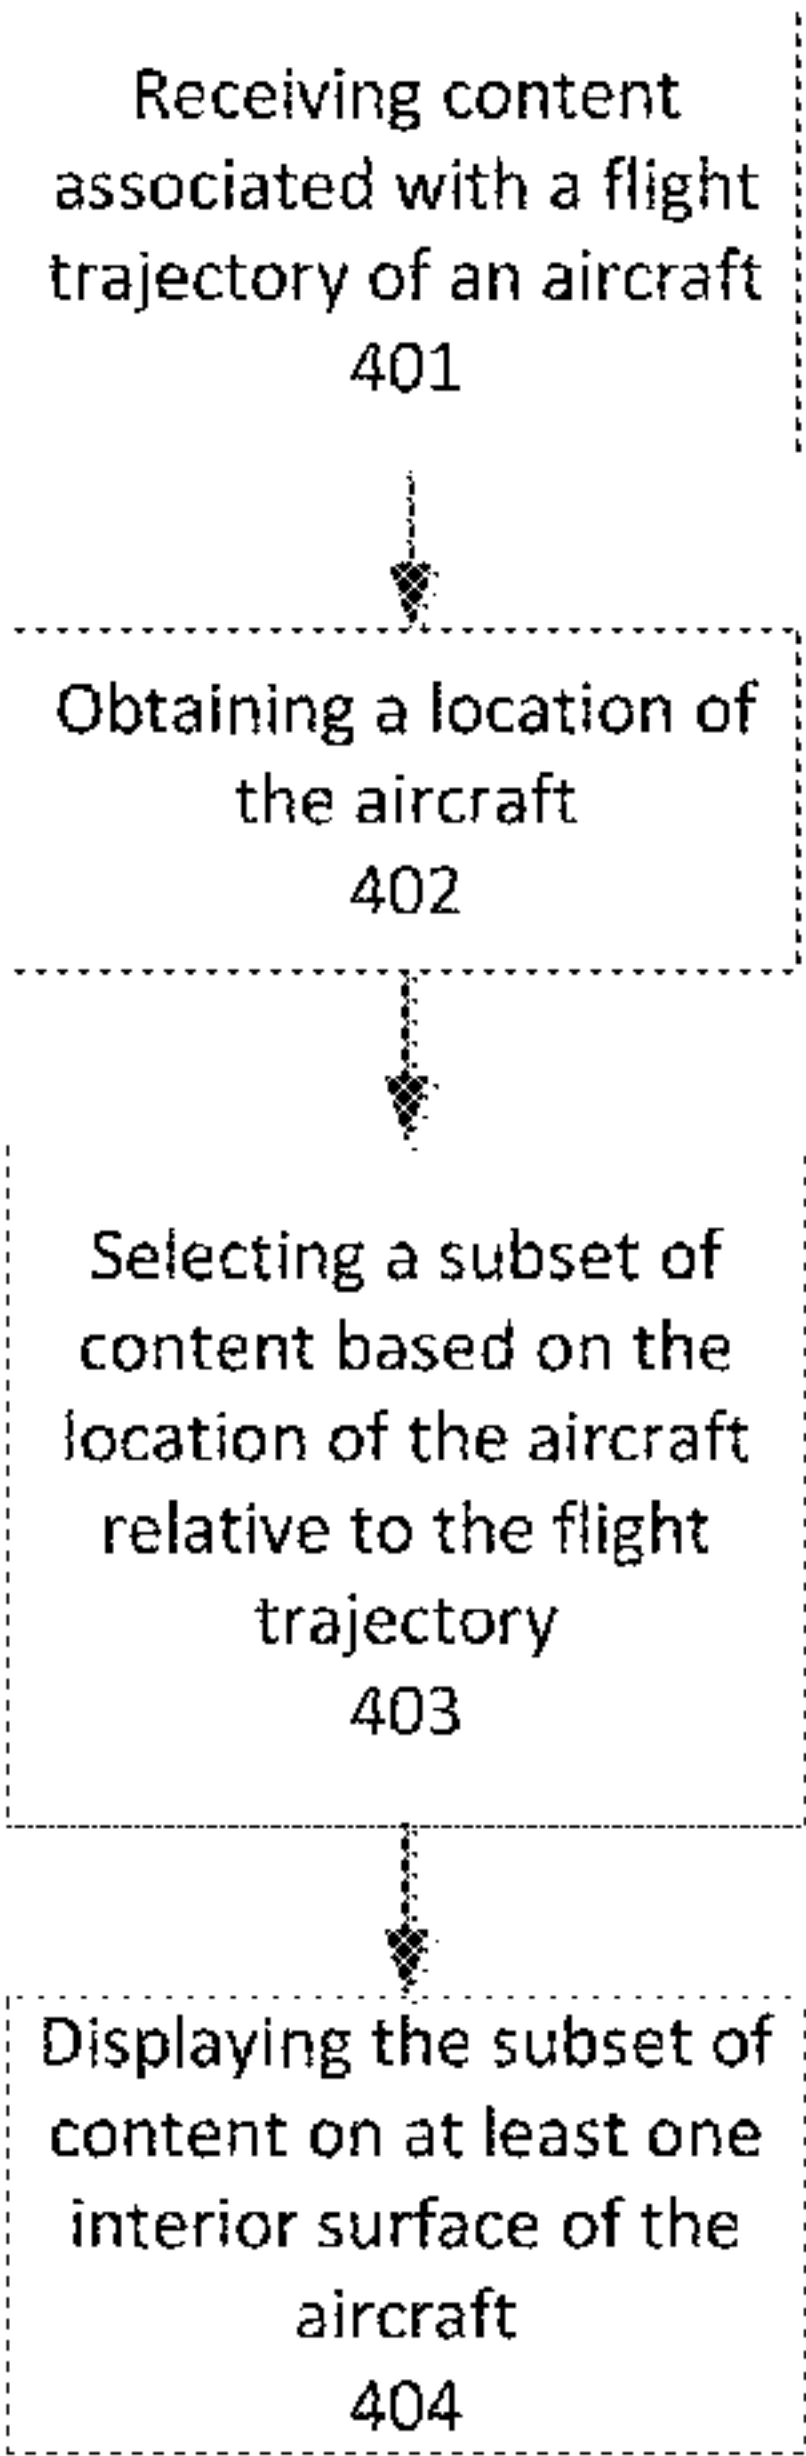 Receiving content
associated with a flight
trajectory of an aircraft
401
Obtaining a location of
the aircraft
402
Selecting a subset of
content based on the
location of the aircraft
relative to the flight
trajectory
403
Displaying the subset of
content on at least one
interior surface of the
aircraft
404